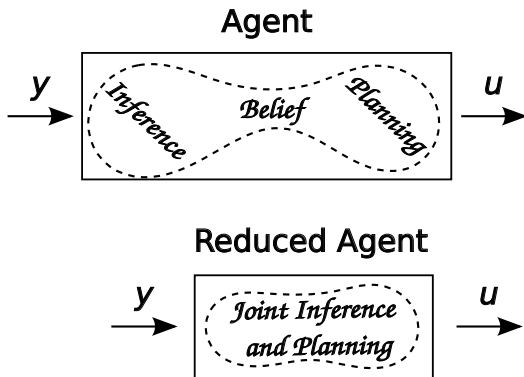 Agent
y
Inference
Belief
Planning
u
Reduced Agent
y
Joint Inference
and Planning
u